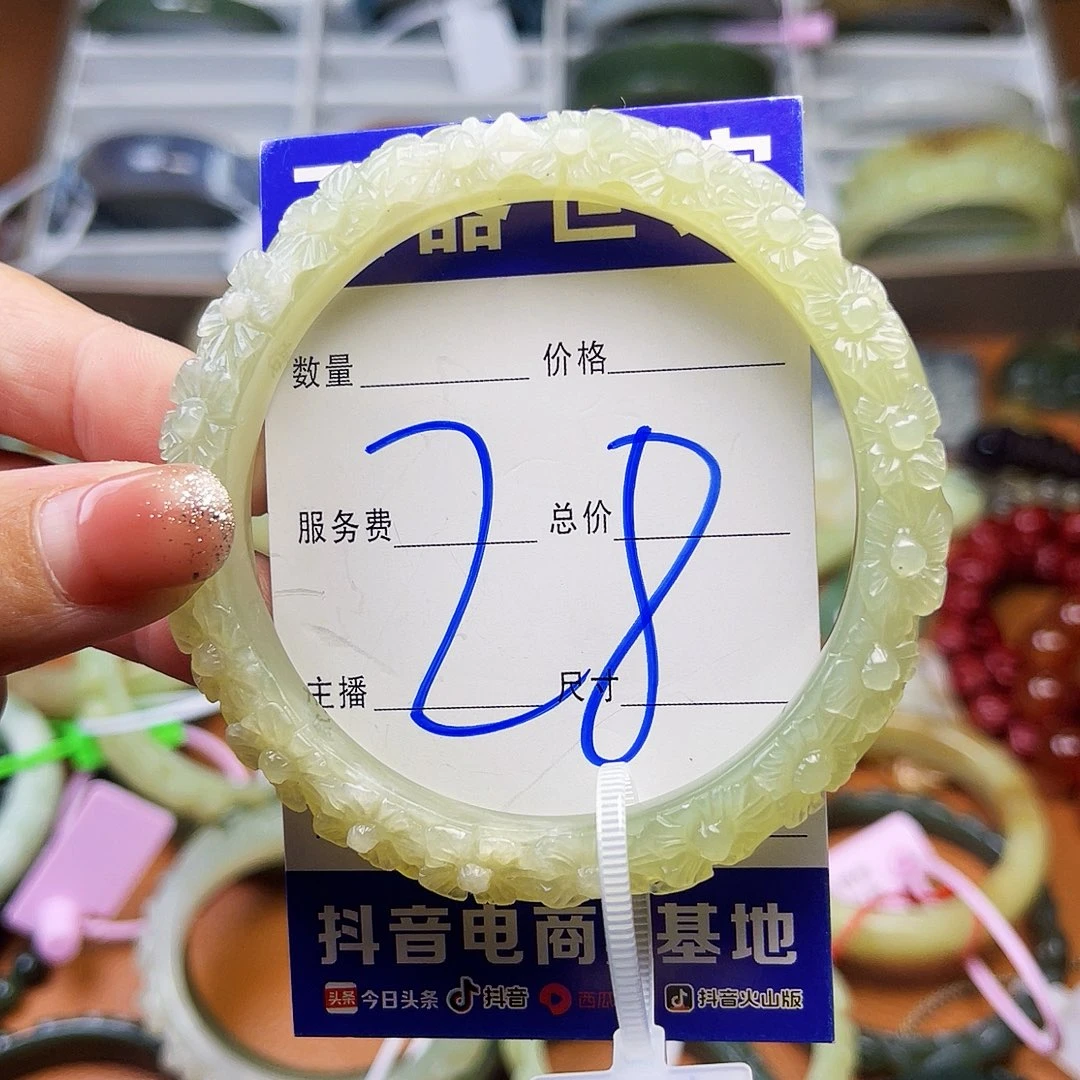 数量 价格
28
服务费 总价
主播 尺寸
抖音电商 基地
头条 今日头条 抖音 西瓜 抖音火山版